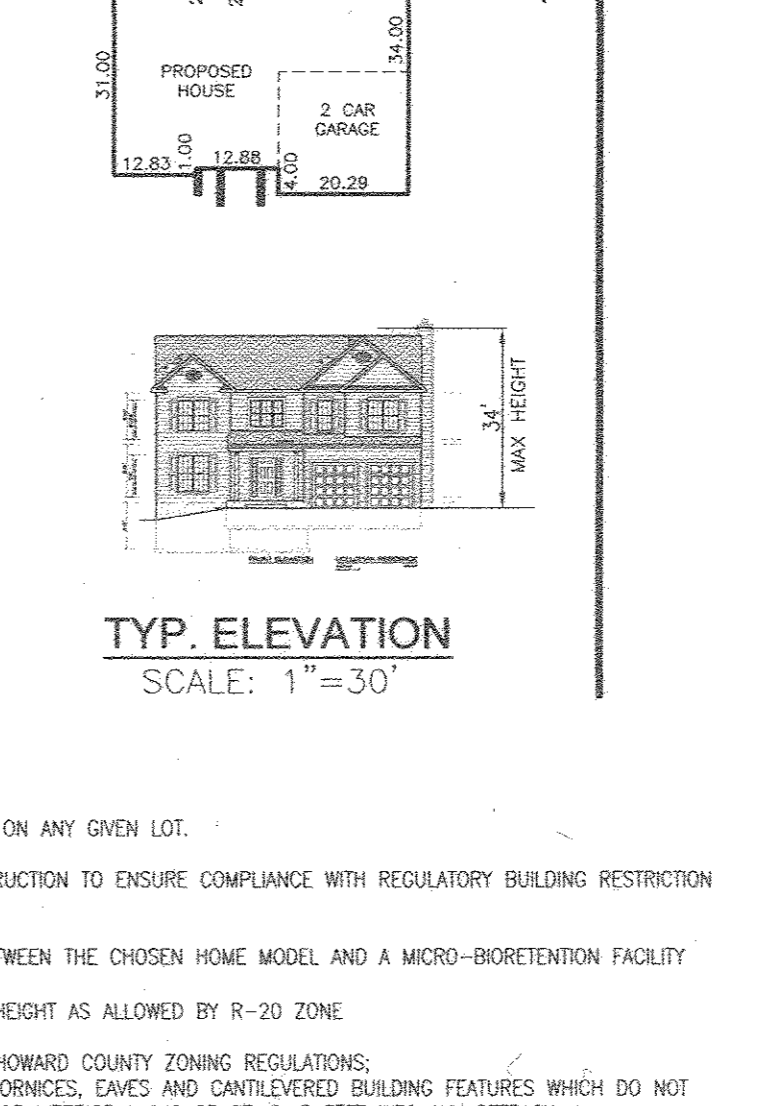 31.00
34.00
PROPOSED
HOUSE
2 CAR
GARAGE
12.83
1.00
12.88
4.00
20.29
34'
MAX HEIGHT
TYP. ELEVATION
SCALE: 1"=30'
ON ANY GIVEN LOT.
RUCTION TO ENSURE COMPLIANCE WITH REGULATORY BUILDING RESTRICTION
TWEEN THE CHOSEN HOME MODEL AND A MICRO-BIORETENTION FACILITY
HEIGHT AS ALLOWED BY R-20 ZONE
HOWARD COUNTY ZONING REGULATIONS;
ORNICES, EAVES AND CANTILEVERED BUILDING FEATURES WHICH DO NOT